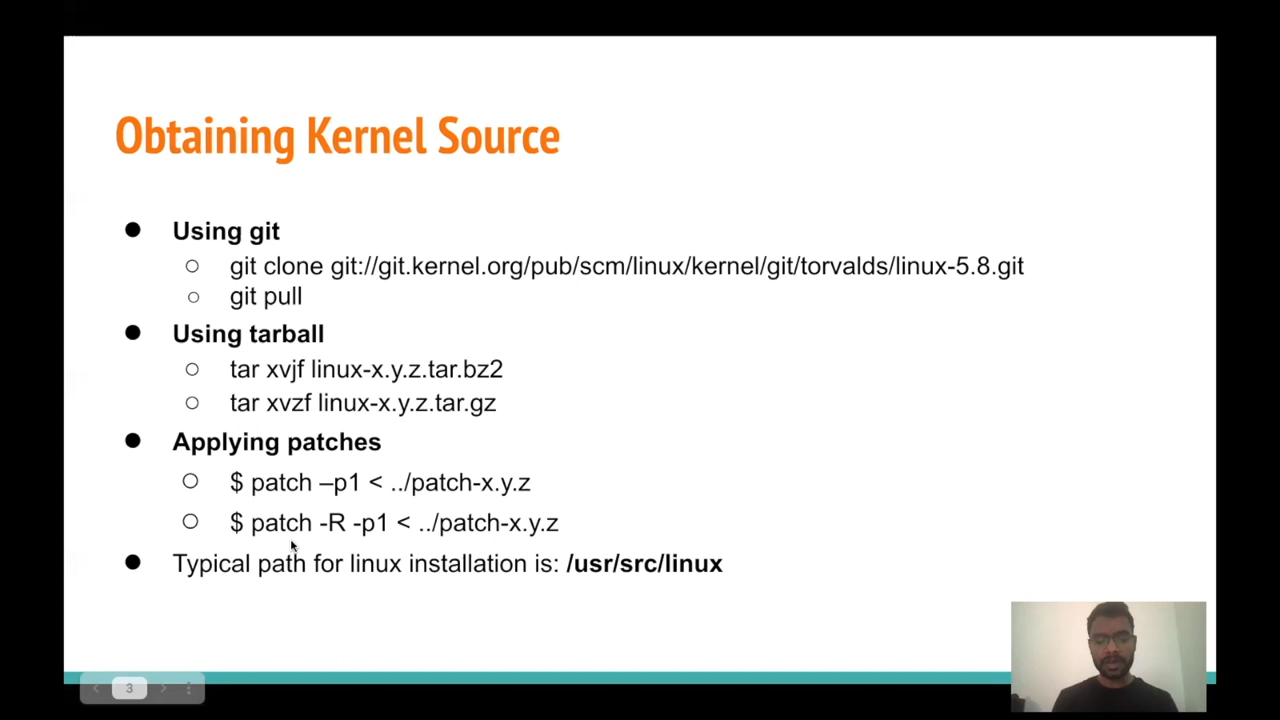 Obtaining Kernel Source
● Using git
○ git clone git://git.kernel.org/pub/scm/linux/kernel/git/torvalds/linux-5.8.git
○ git pull
● Using tarball
○ tar xvjf linux-x.y.z.tar.bz2
○ tar xvzf linux-x.y.z.tar.gz
● Applying patches
○ $ patch –p1 < ../patch-x.y.z
○ $ patch -R -p1 < ../patch-x.y.z
● Typical path for linux installation is: /usr/src/linux
3